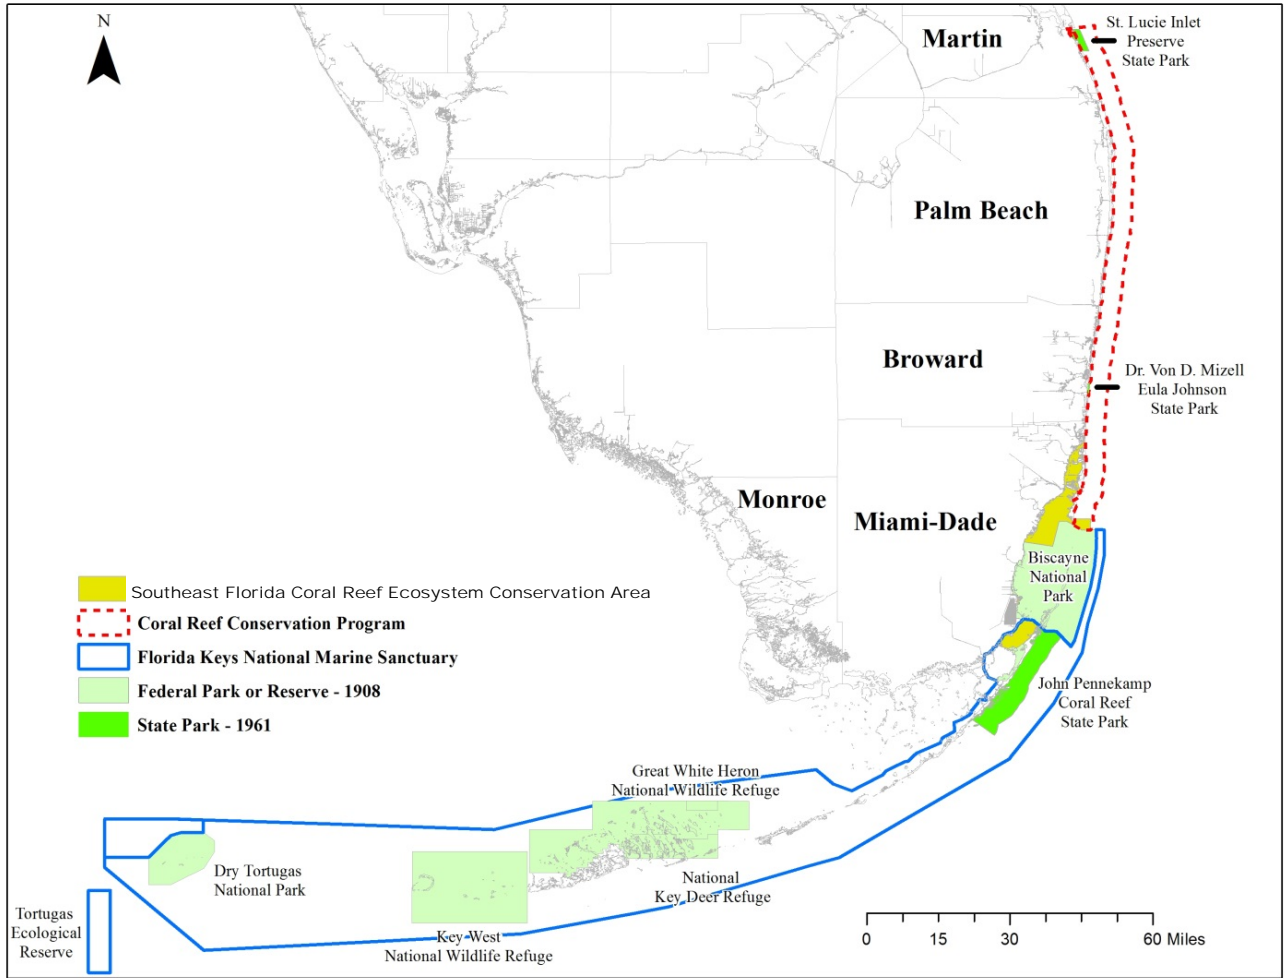 N
St. Lucie Inlet
Preserve
State Park
Martin
Palm Beach
Broward
Dr. Von D. Mizell
Eula Johnson
State Park
Monroe
Miami-Dade
Biscayne
National
Park
Southeast Florida Coral Reef Ecosystem Conservation Area
Coral Reef Conservation Program
Florida Keys National Marine Sanctuary
Federal Park or Reserve - 1908
State Park - 1961
John Pennekamp
Coral Reef
State Park
Great White Heron
National Wildlife Refuge
Dry Tortugas
National Park
National
Key Deer Refuge
Tortugas
Ecological
Reserve
Key West
National Wildlife Refuge
0 15 30 60 Miles